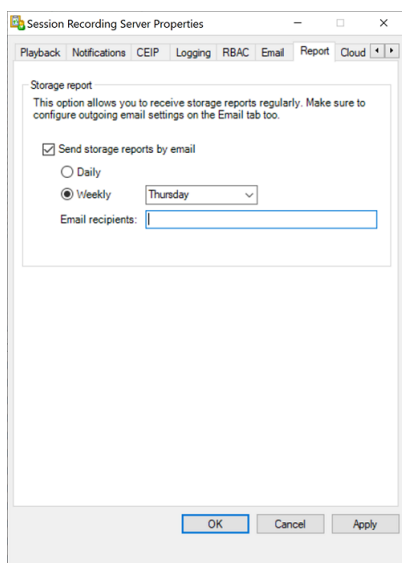 Session Recording Server Properties
Playback Notifications CEIP Logging RBAC Email Report Cloud
Storage report
This option allows you to receive storage reports regularly. Make sure to
configure outgoing email settings on the Email tab too.
Send storage reports by email
Daily
Weekly Thursday
Email recipients:
OK Cancel Apply